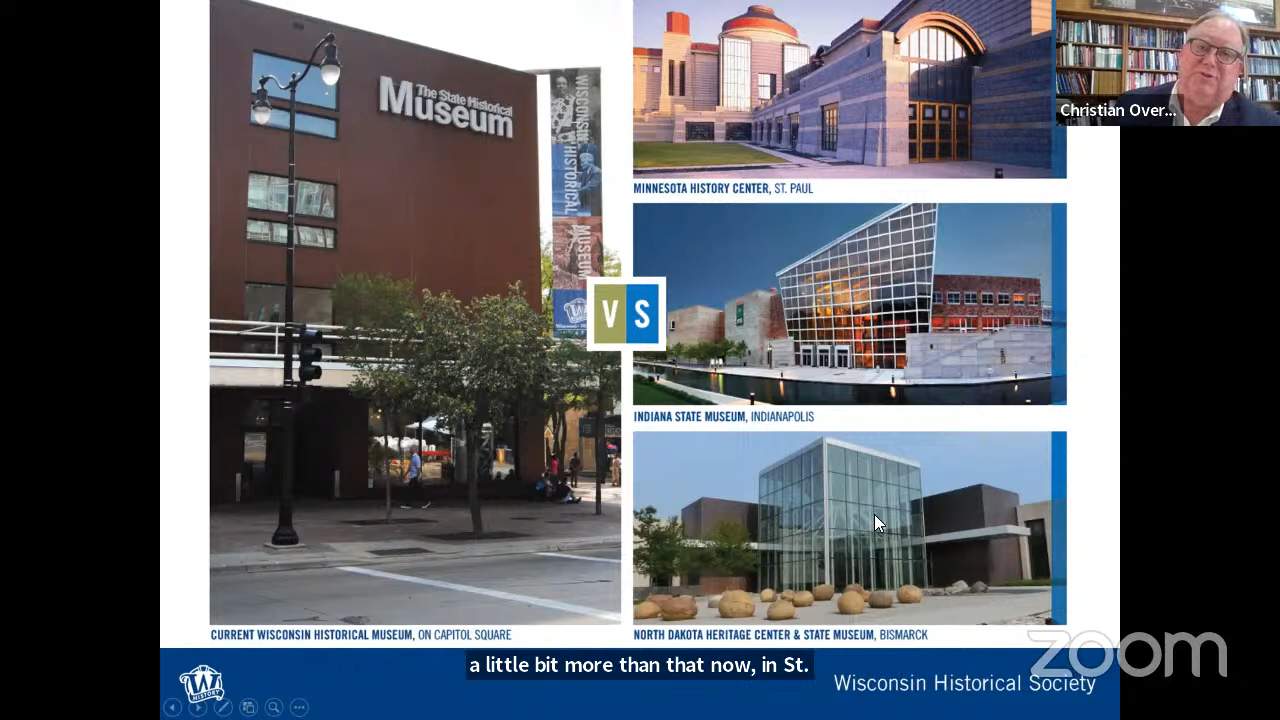 The State Historical
Museum
WISCONSIN HISTORICAL MUSEUM
W
VS
MINNESOTA HISTORY CENTER, ST. PAUL
INDIANA STATE MUSEUM, INDIANAPOLIS
CURRENT WISCONSIN HISTORICAL MUSEUM, ON CAPITOL SQUARE
NORTH DAKOTA HERITAGE CENTER & STATE MUSEUM, BISMARCK
Christian Over...
a little bit more than that now, in St.
W
HISTORY
Wisconsin Historical Society
zoom